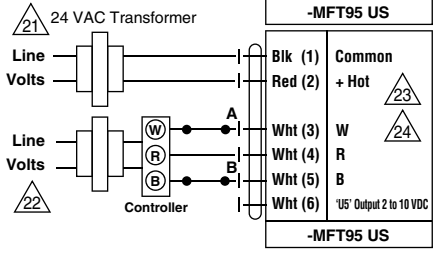 -MFT95 US
21 24 VAC Transformer
Line
Volts
Blk (1) Common
Red (2) + Hot
23
A
W
Wht (3) W
24
Line
Volts
R
Wht (4) R
B
B
Wht (5) B
22
Controller
Wht (6) 'U5' Output 2 to 10 VDC
-MFT95 US